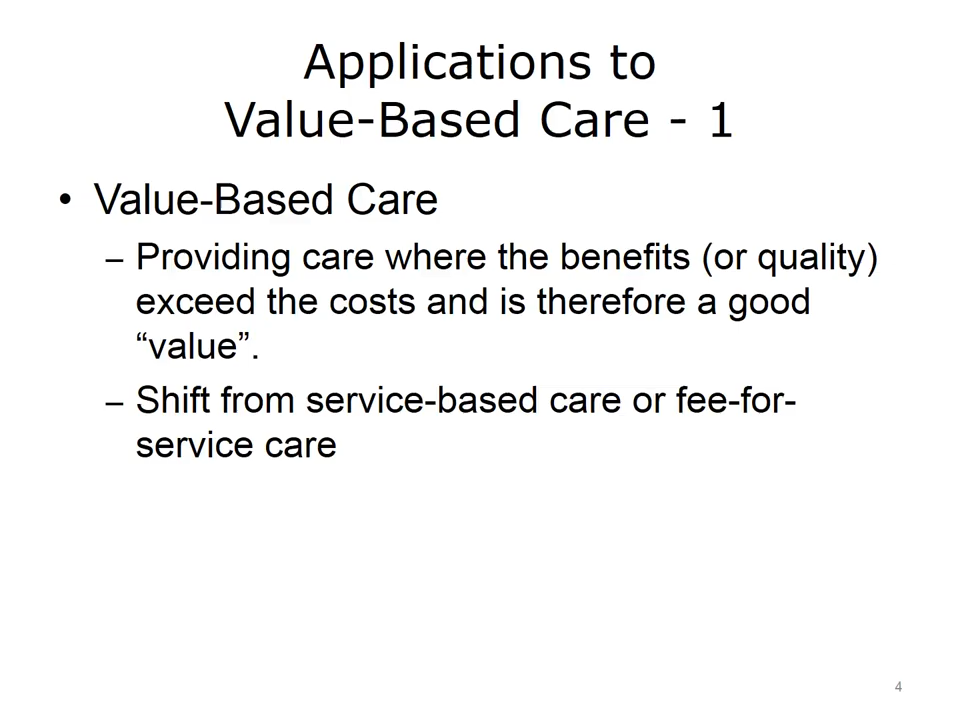 Applications to
Value-Based Care - 1
• Value-Based Care
– Providing care where the benefits (or quality)
exceed the costs and is therefore a good
“value”.
– Shift from service-based care or fee-for-
service care
4